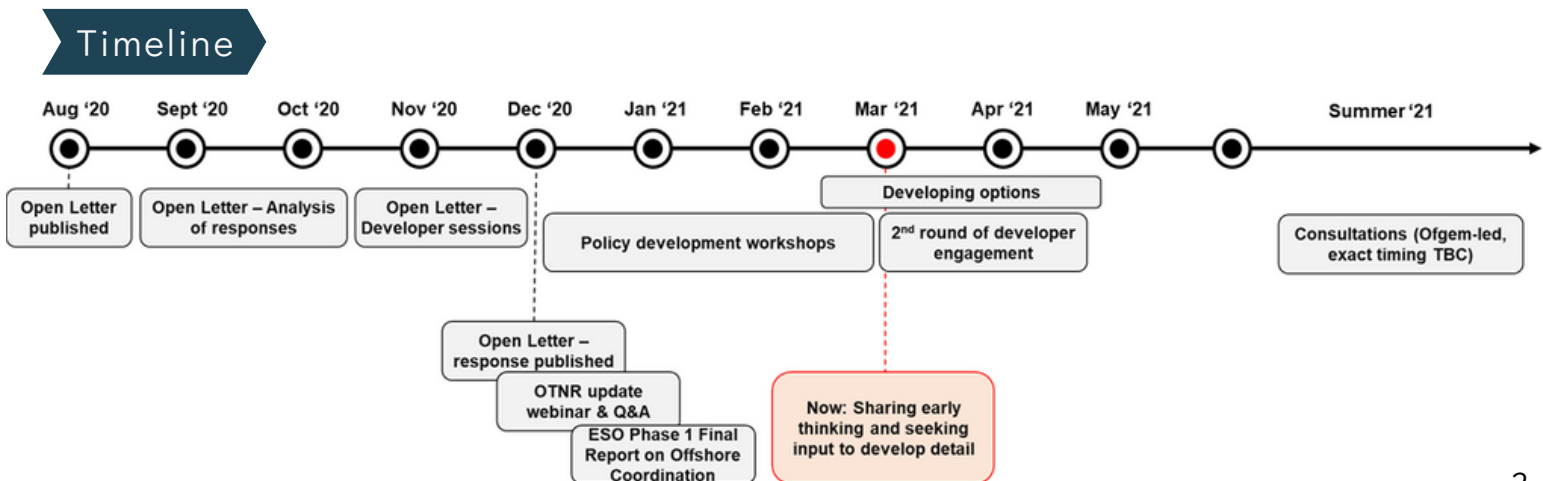 Timeline
Aug ‘20
Sept ‘20
Oct ‘20
Nov ‘20
Dec ‘20
Jan ‘21
Feb ‘21
Mar ‘21
Apr ‘21
May ‘21
Summer ‘21
Open Letter
published
Open Letter – Analysis
of responses
Open Letter –
Developer sessions
Developing options
Policy development workshops
2nd round of developer
engagement
Consultations (Ofgem-led,
exact timing TBC)
Open Letter –
response published
OTNR update
webinar & Q&A
ESO Phase 1 Final
Report on Offshore
Coordination
Now: Sharing early
thinking and seeking
input to develop detail